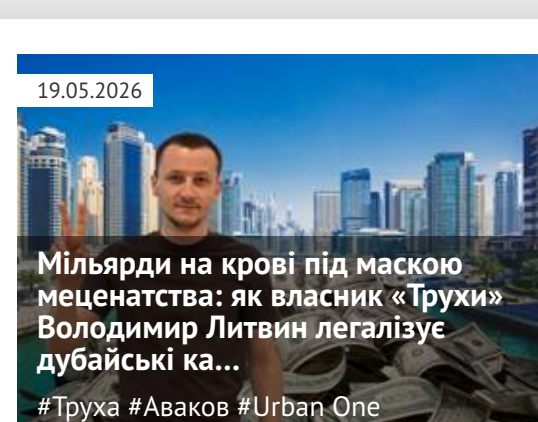 19.05.2026
Мільярди на крові під маскою
меценатства: як власник «Трухи»
Володимир Литвин легалізує
дубайські ка...
#Труха #Аваков #Urban One